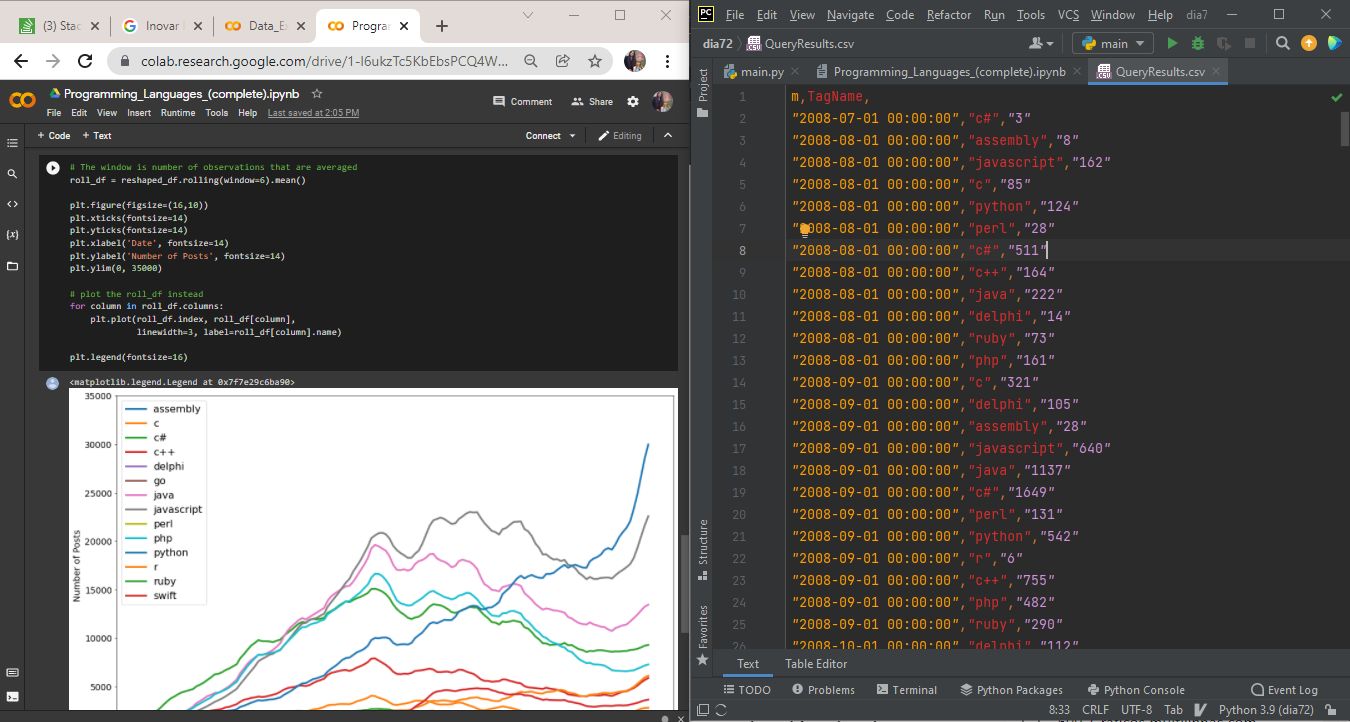 (3) Stac
Inovar I
Data_Ex
Progran
colab.research.google.com/drive/1-l6ukzTc5KbEbsPCQ4W...
Programming_Languages_(complete).ipynb
File Edit View Insert Runtime Tools Help Last saved at 2:05 PM
Comment Share
+ Code + Text Connect Editing
# The window is number of observations that are averaged
roll_df = reshaped_df.rolling(window=6).mean()
plt.figure(figsize=(16,10))
plt.xticks(fontsize=14)
plt.yticks(fontsize=14)
plt.xlabel('Date', fontsize=14)
plt.ylabel('Number of Posts', fontsize=14)
plt.ylim(0, 35000)
# plot the roll_df instead
for column in roll_df.columns:
plt.plot(roll_df.index, roll_df[column],
linewidth=3, label=roll_df[column].name)
plt.legend(fontsize=16)
<matplotlib.legend.Legend at 0x7f7e29c6ba90>
35000
30000
25000
20000
15000
10000
5000
Number of Posts
assembly
c
c#
c++
delphi
go
java
javascript
perl
php
python
r
ruby
swift
PC File Edit View Navigate Code Refactor Run Tools VCS Window Help dia7
dia72 QueryResults.csv main
main.py Programming_Languages_(complete).ipynb QueryResults.csv
Project
Structure
Favorites
1 m,TagName,
2 "2008-07-01 00:00:00","c#","3"
3 "2008-08-01 00:00:00","assembly","8"
4 "2008-08-01 00:00:00","javascript","162"
5 "2008-08-01 00:00:00","c","85"
6 "2008-08-01 00:00:00","python","124"
7 "2008-08-01 00:00:00","perl","28"
8 "2008-08-01 00:00:00","c#","511"
9 "2008-08-01 00:00:00","c++","164"
10 "2008-08-01 00:00:00","java","222"
11 "2008-08-01 00:00:00","delphi","14"
12 "2008-08-01 00:00:00","ruby","73"
13 "2008-08-01 00:00:00","php","161"
14 "2008-09-01 00:00:00","c","321"
15 "2008-09-01 00:00:00","delphi","105"
16 "2008-09-01 00:00:00","assembly","28"
17 "2008-09-01 00:00:00","javascript","640"
18 "2008-09-01 00:00:00","java","1137"
19 "2008-09-01 00:00:00","c#","1649"
20 "2008-09-01 00:00:00","perl","131"
21 "2008-09-01 00:00:00","python","542"
22 "2008-09-01 00:00:00","r","6"
23 "2008-09-01 00:00:00","c++","755"
24 "2008-09-01 00:00:00","php","482"
25 "2008-09-01 00:00:00","ruby","290"
26 "2008-10-01 00:00:00","delphi","112"
Text Table Editor
TODO Problems Terminal Python Packages Python Console Event Log
8:33 CRLF UTF-8 Tab Python 3.9 (dia72)